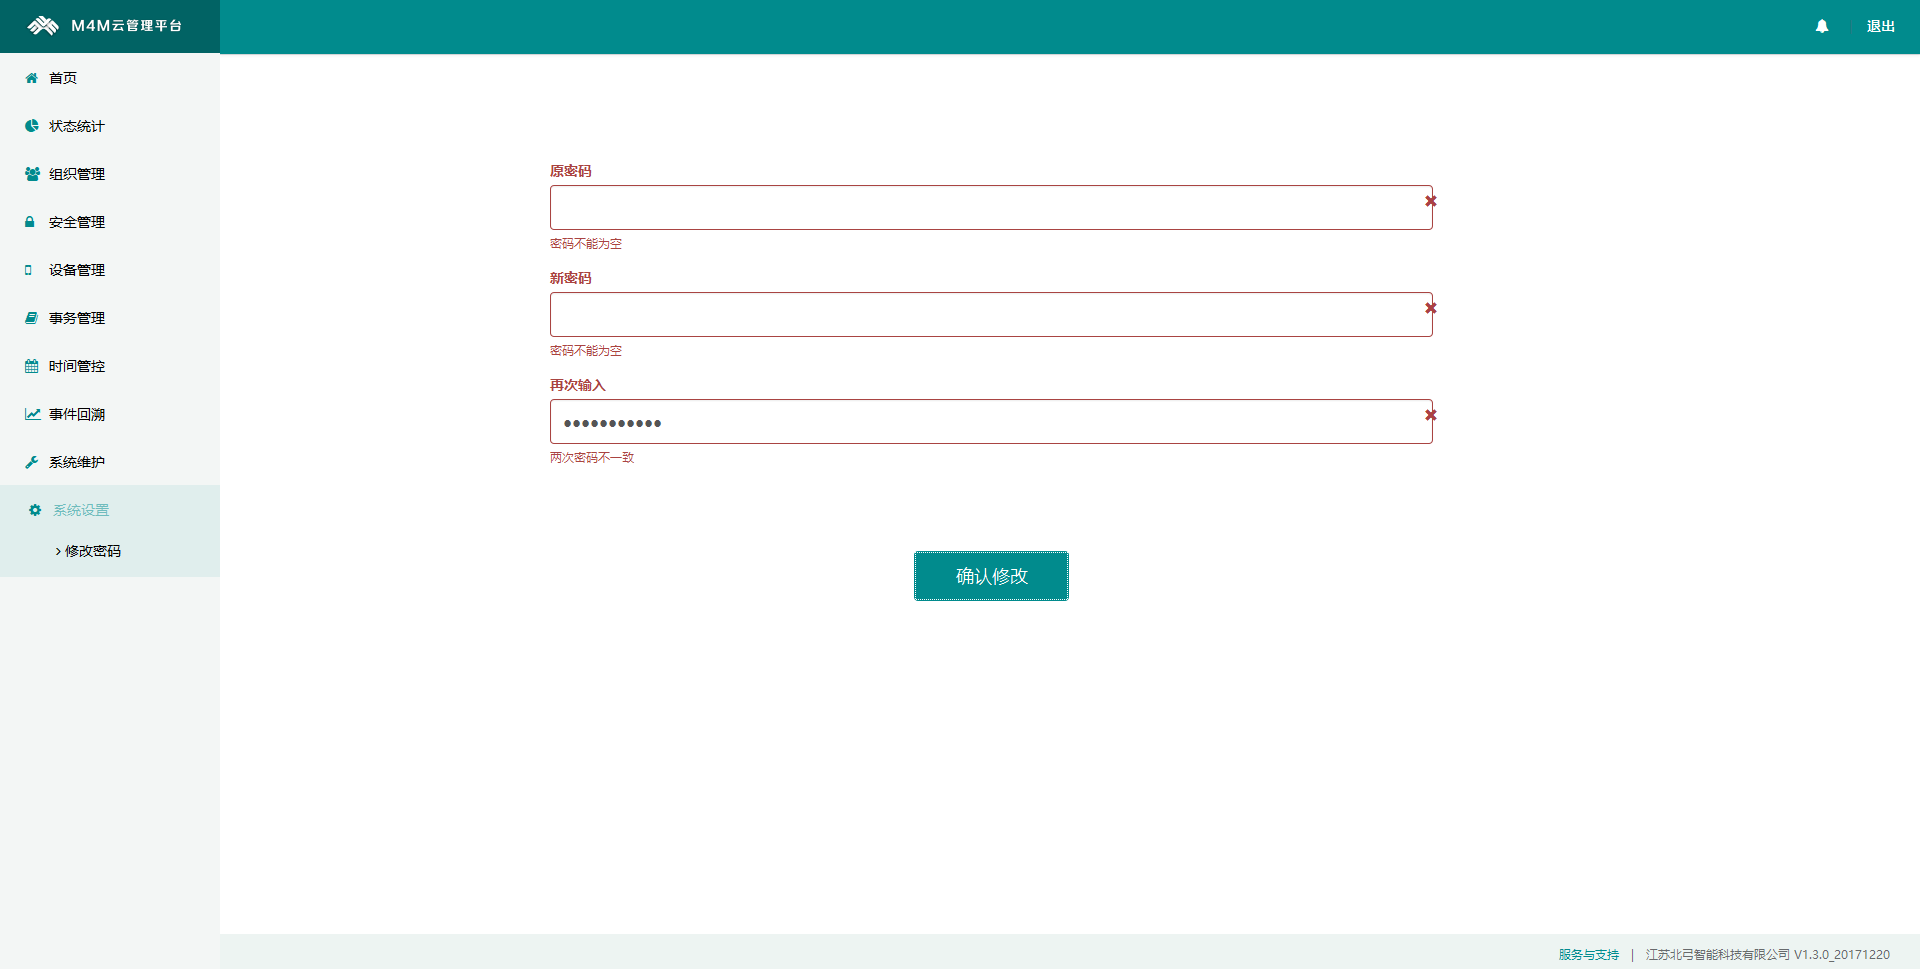 M4M云管理平台
退出
首页
状态统计
组织管理
安全管理
设备管理
事务管理
时间管控
事件回溯
系统维护
系统设置
修改密码
原密码
密码不能为空
新密码
密码不能为空
再次输入
•••••••••••
两次密码不一致
确认修改
服务与支持 | 江苏北弓智能科技有限公司 V1.3.0_20171220